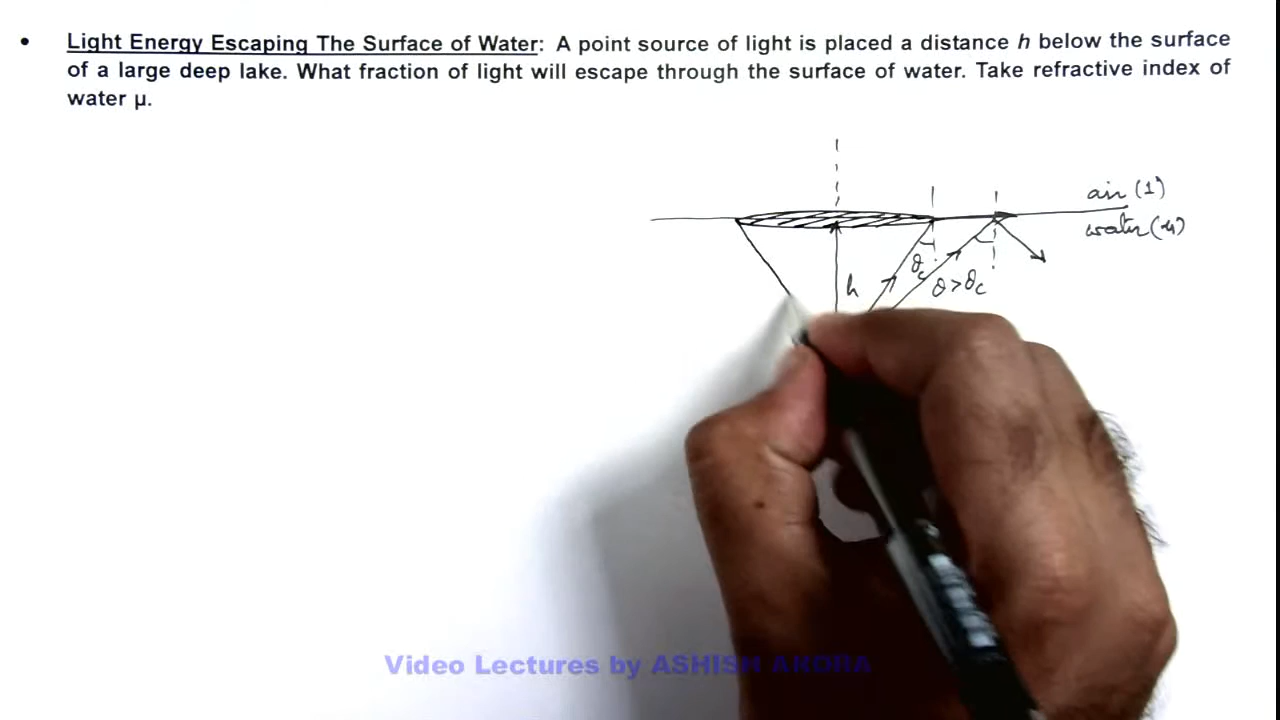 • Light Energy Escaping The Surface of Water: A point source of light is placed a distance h below the surface
of a large deep lake. What fraction of light will escape through the surface of water. Take refractive index of
water μ.
air (1)
water (μ)
θc
h
θ > θc
Video Lectures by ASHISH ARORA